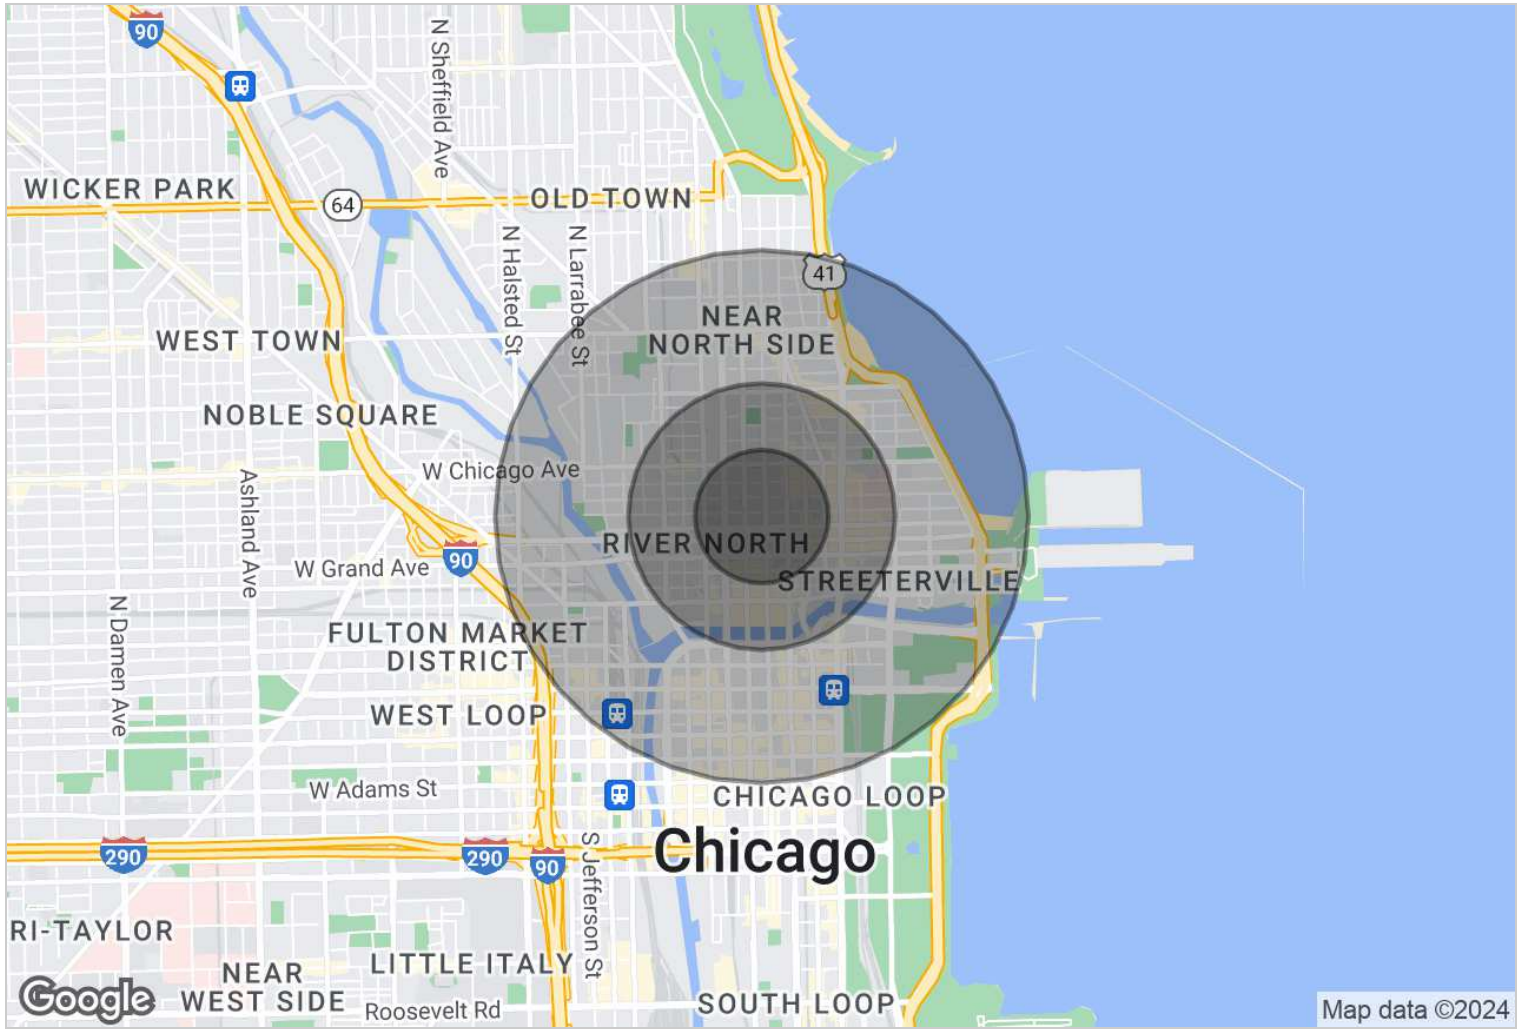 90
N Sheffield Ave
WICKER PARK
64
OLD TOWN
N Halsted St
N Larrabee St
41
NEAR
NORTH SIDE
WEST TOWN
NOBLE SQUARE
W Chicago Ave
Ashland Ave
RIVER NORTH
90
W Grand Ave
STREETERVILLE
N Damen Ave
FULTON MARKET
DISTRICT
WEST LOOP
W Adams St
CHICAGO LOOP
Chicago
290
290
90
S Jefferson St
RI-TAYLOR
LITTLE ITALY
NEAR
WEST SIDE
Roosevelt Rd
SOUTH LOOP
Google
Map data ©2024